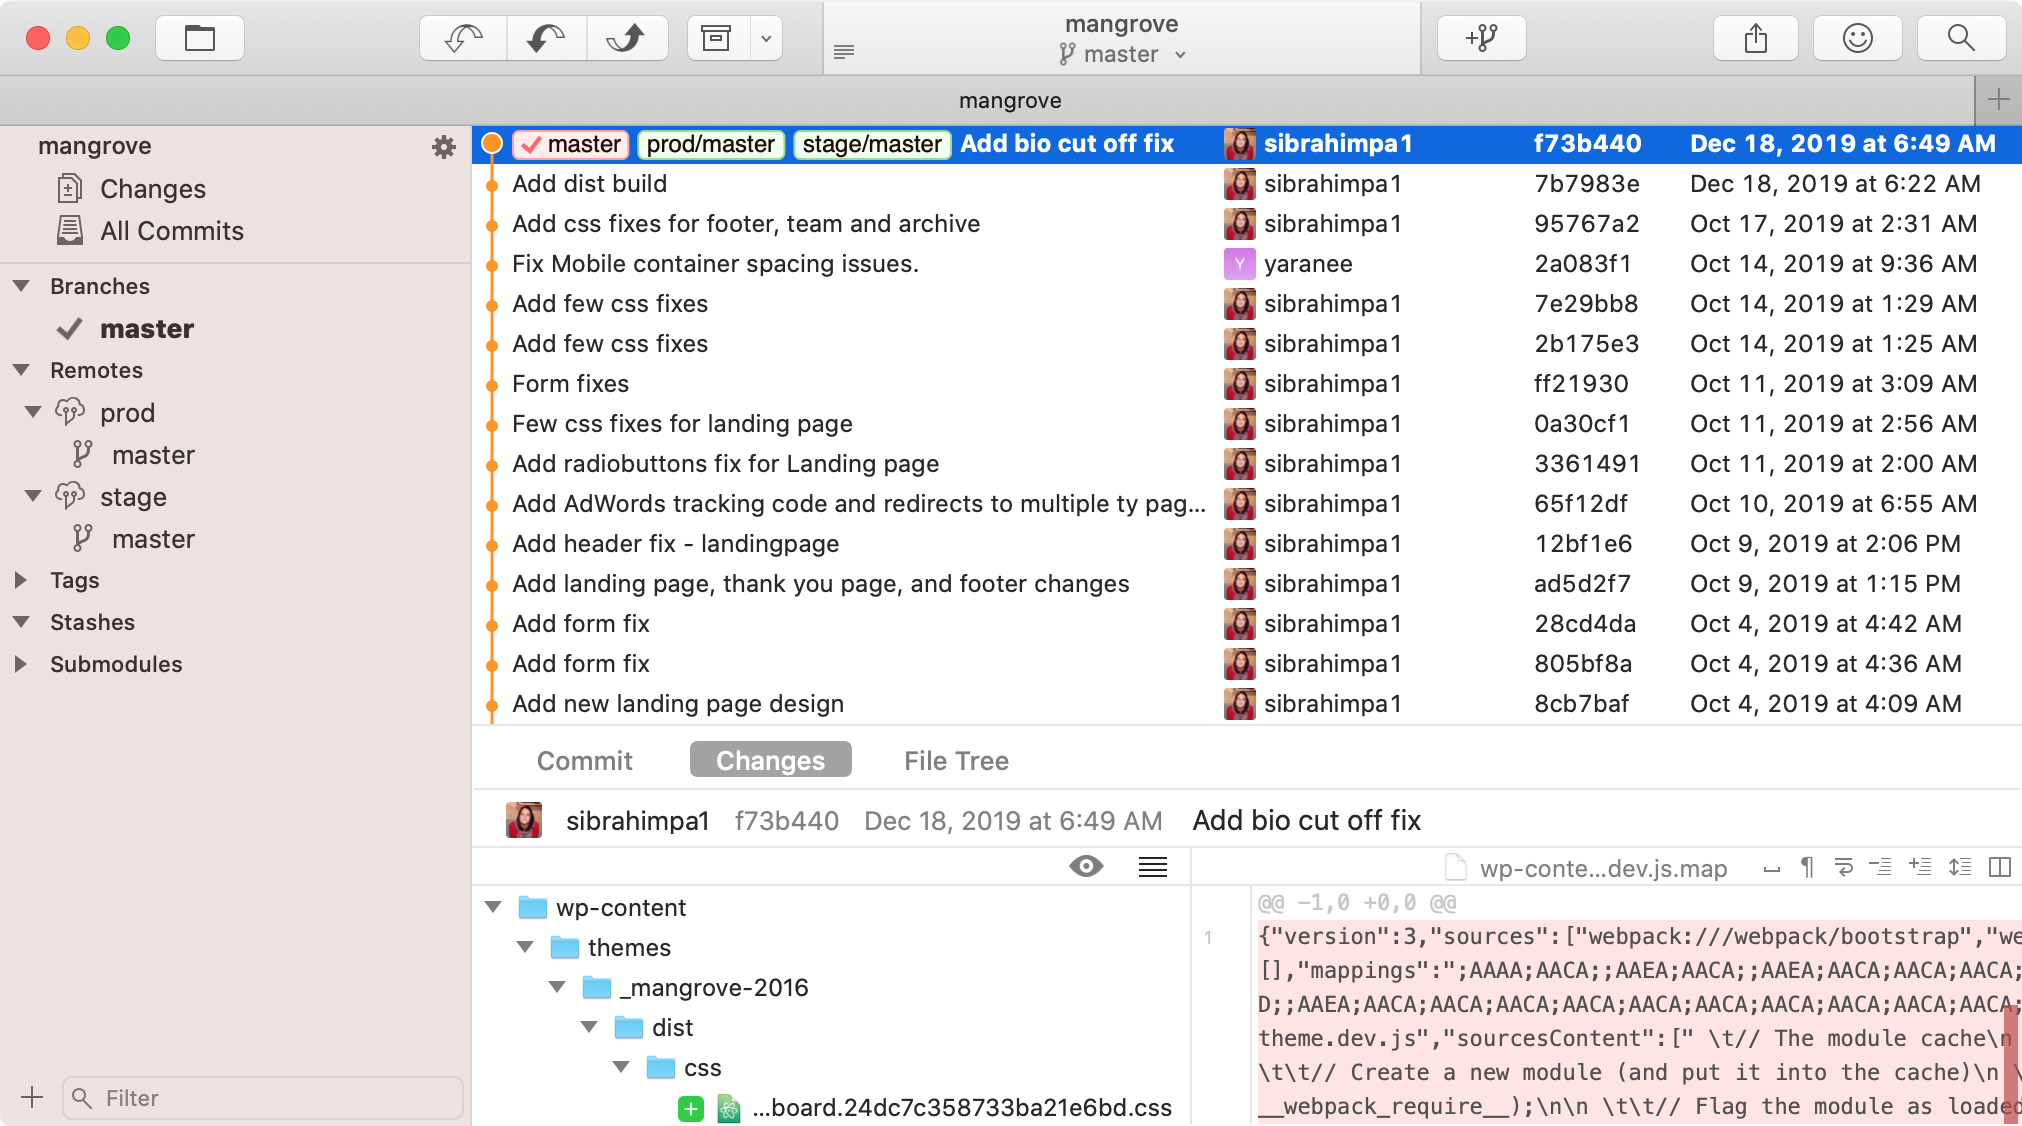 mangrove
master
mangrove
mangrove
Changes
All Commits
Branches
master
Remotes
prod
master
stage
master
Tags
Stashes
Submodules
Filter
master prod/master stage/master Add bio cut off fix sibrahimpa1 f73b440 Dec 18, 2019 at 6:49 AM
Add dist build sibrahimpa1 7b7983e Dec 18, 2019 at 6:22 AM
Add css fixes for footer, team and archive sibrahimpa1 95767a2 Oct 17, 2019 at 2:31 AM
Fix Mobile container spacing issues. Y yaranee 2a083f1 Oct 14, 2019 at 9:36 AM
Add few css fixes sibrahimpa1 7e29bb8 Oct 14, 2019 at 1:29 AM
Add few css fixes sibrahimpa1 2b175e3 Oct 14, 2019 at 1:25 AM
Form fixes sibrahimpa1 ff21930 Oct 11, 2019 at 3:09 AM
Few css fixes for landing page sibrahimpa1 0a30cf1 Oct 11, 2019 at 2:56 AM
Add radiobuttons fix for Landing page sibrahimpa1 3361491 Oct 11, 2019 at 2:00 AM
Add AdWords tracking code and redirects to multiple ty pag... sibrahimpa1 65f12df Oct 10, 2019 at 6:55 AM
Add header fix - landingpage sibrahimpa1 12bf1e6 Oct 9, 2019 at 2:06 PM
Add landing page, thank you page, and footer changes sibrahimpa1 ad5d2f7 Oct 9, 2019 at 1:15 PM
Add form fix sibrahimpa1 28cd4da Oct 4, 2019 at 4:42 AM
Add form fix sibrahimpa1 805bf8a Oct 4, 2019 at 4:36 AM
Add new landing page design sibrahimpa1 8cb7baf Oct 4, 2019 at 4:09 AM
Commit Changes File Tree
sibrahimpa1 f73b440 Dec 18, 2019 at 6:49 AM Add bio cut off fix
wp-content
themes
_mangrove-2016
dist
css
...board.24dc7c358733ba21e6bd.css
wp-conte...dev.js.map
@@ -1,0 +0,0 @@
1 {"version":3,"sources":["webpack:///webpack/bootstrap","we
[],"mappings":";AAAA;AACA;;AAEA;AACA;;AAEA;AACA;AACA;AACA;
D;;AAEA;AACA;AACA;AACA;AACA;AACA;AACA;AACA;AACA;AACA;AACA;
theme.dev.js","sourcesContent":[" \t// The module cache\n
\t\t// Create a new module (and put it into the cache)\n \
__webpack_require__);\n\n \t\t// Flag the module as loaded